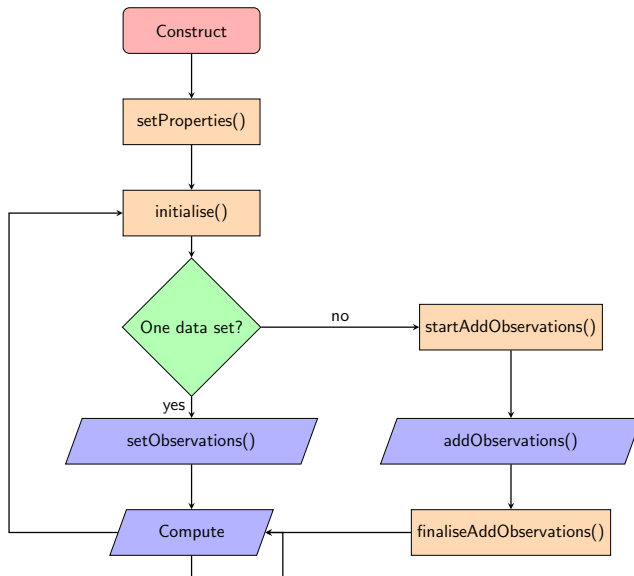 Construct
setProperties()
initialise()
One data set?
no
startAddObservations()
yes
setObservations()
addObservations()
Compute
finaliseAddObservations()